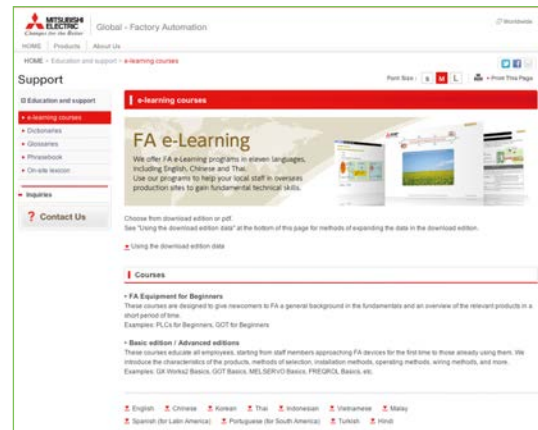 MITSUBISHI
ELECTRIC
Changes for the Better
Global - Factory Automation
Worldwide
HOME Products About Us
HOME > Education and support > e-learning courses
Support
Font Size : S M L Print This Page
Education and support
e-learning courses
Dictionaries
Glossaries
Phrasebook
On-site lexicon
Inquiries
? Contact Us
e-learning courses
FA e-Learning
We offer FA e-Learning programs in eleven languages,
including English, Chinese and Thai.
Use our programs to help your local staff in overseas
production sites to gain fundamental technical skills.
Choose from download edition or pdf.
See "Using the download edition data" at the bottom of this page for methods of expanding the data in the download edition.
Using the download edition data
Courses
• FA Equipment for Beginners
These courses are designed to give newcomers to FA a general background in the fundamentals and an overview of the relevant products in a
short period of time.
Examples: PLCs for Beginners, GOT for Beginners
• Basic edition / Advanced editions
These courses educate all employees, starting from staff members approaching FA devices for the first time to those already using them. We
introduce the characteristics of the products, methods of selection, installation methods, operating methods, wiring methods, and more.
Examples: GX Works2 Basics, GOT Basics, MELSERVO Basics, FREQROL Basics, etc.
English Chinese Korean Thai Indonesian Vietnamese Malay
Spanish (for Latin America) Portuguese (for South America) Turkish Hindi